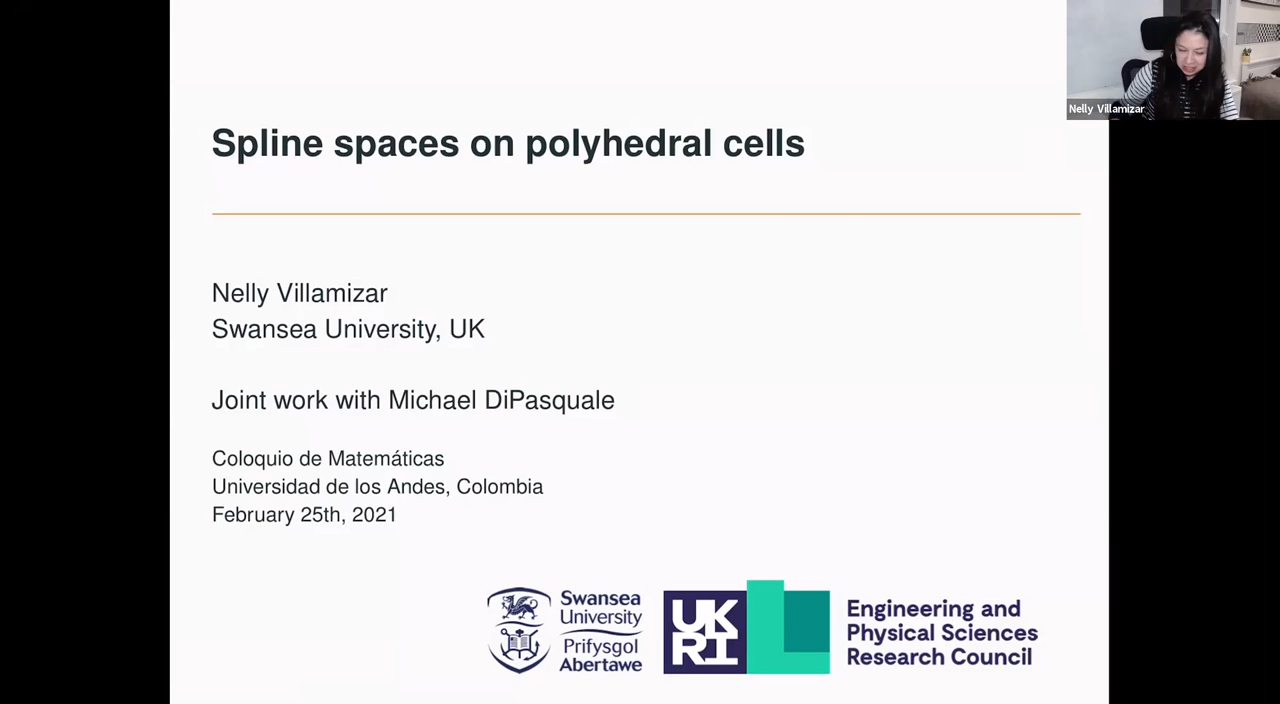 Nelly Villamizar
Spline spaces on polyhedral cells
Nelly Villamizar
Swansea University, UK
Joint work with Michael DiPasquale
Coloquio de Matemáticas
Universidad de los Andes, Colombia
February 25th, 2021
Swansea
University
Prifysgol
Abertawe
UK
RI
Engineering and
Physical Sciences
Research Council